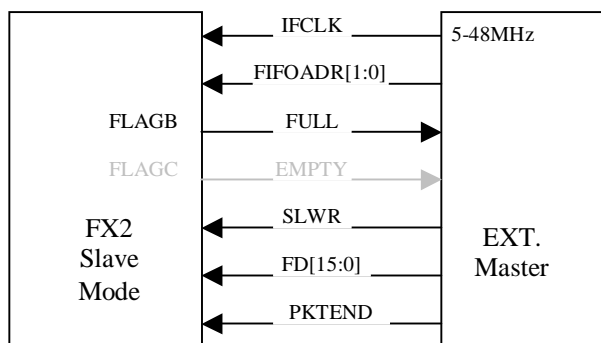 IFCLK 5-48MHz
FIFOADR[1:0]
FLAGB FULL
FLAGC EMPTY
SLWR
FX2 EXT.
Slave FD[15:0] Master
Mode
PKTEND